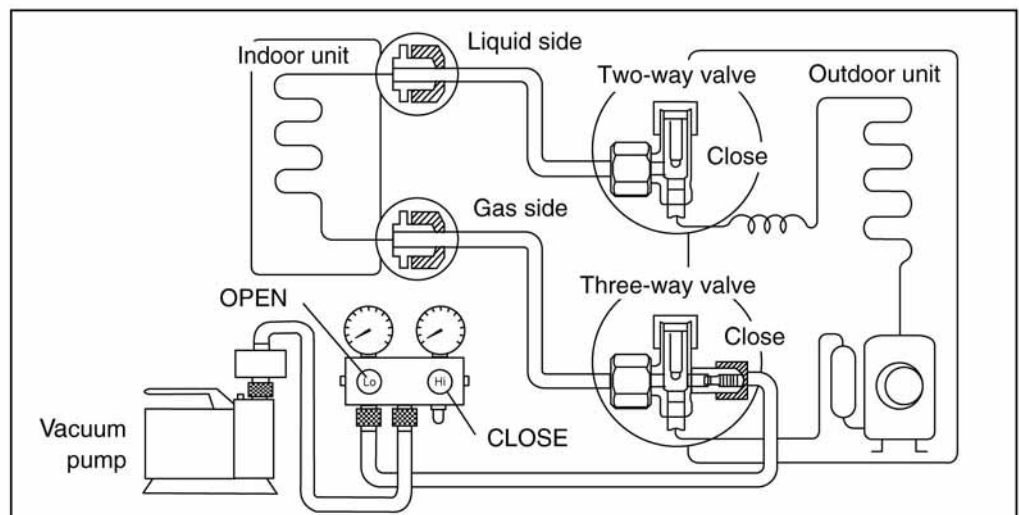 Liquid side
Indoor unit
Two-way valve
Outdoor unit
Close
Gas side
Three-way valve
OPEN
Close
Lo
Hi
CLOSE
Vacuum
pump